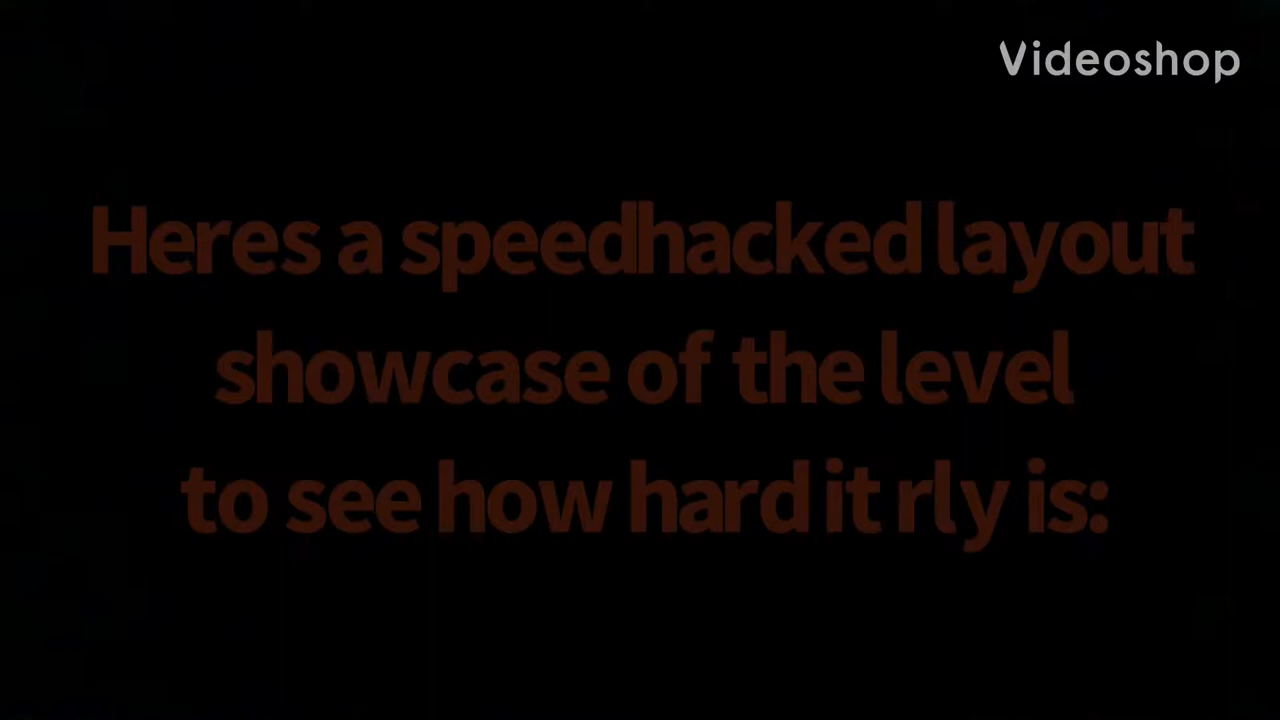 Videoshop
Heres a speedhacked layout
showcase of the level
to see how hard it rly is: